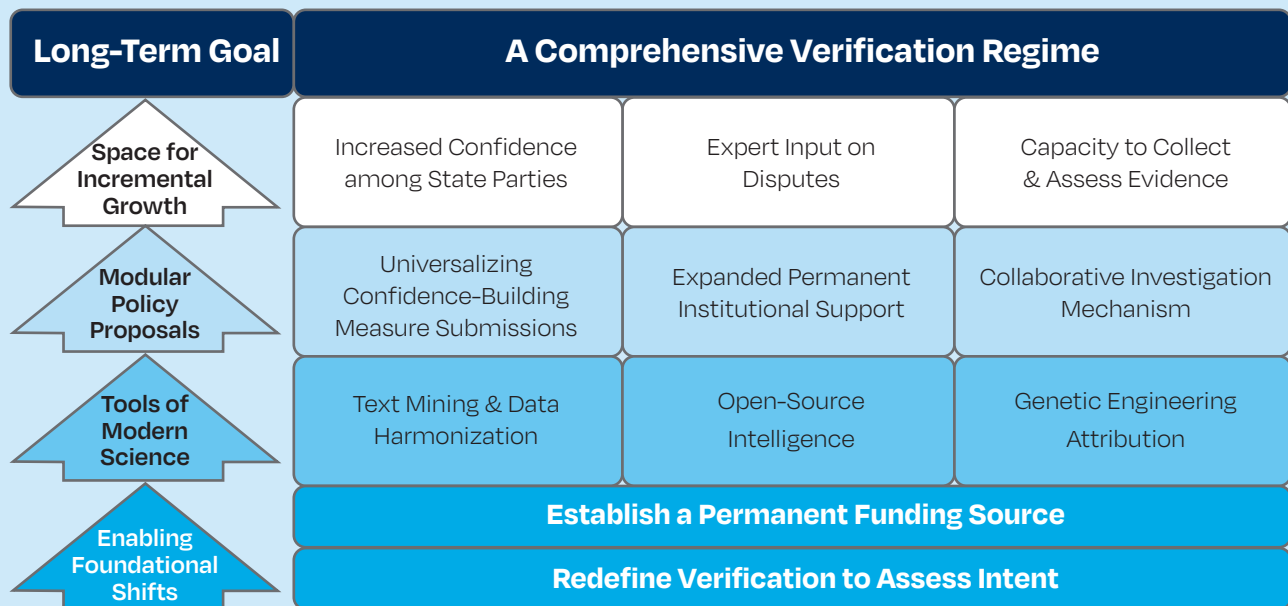 Long-Term Goal
A Comprehensive Verification Regime
Space for
Incremental
Growth
Increased Confidence
among State Parties
Expert Input on
Disputes
Capacity to Collect
& Assess Evidence
Modular
Policy
Proposals
Universalizing
Confidence-Building
Measure Submissions
Expanded Permanent
Institutional Support
Collaborative Investigation
Mechanism
Tools of
Modern
Science
Text Mining & Data
Harmonization
Open-Source
Intelligence
Genetic Engineering
Attribution
Enabling
Foundational
Shifts
Establish a Permanent Funding Source
Redefine Verification to Assess Intent